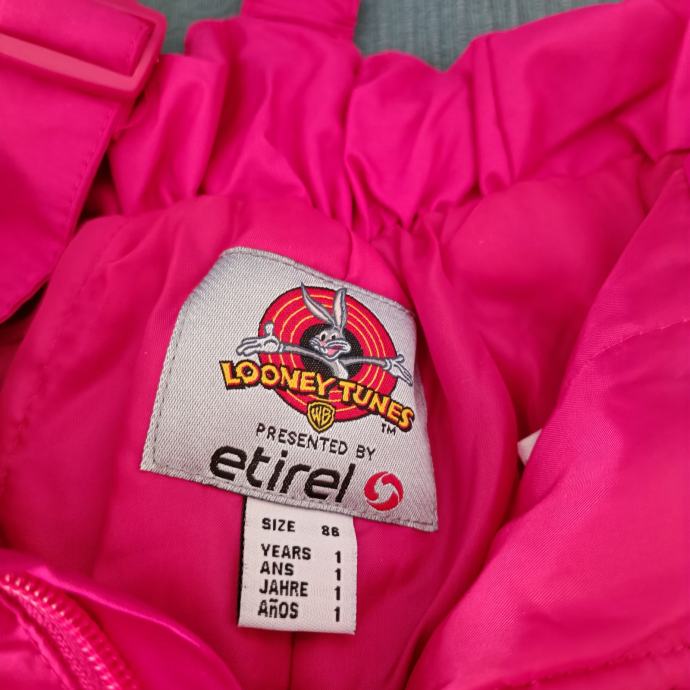 LOONEY TUNES
WB
TM
PRESENTED BY
etirel
SIZE 86
YEARS 1
ANS 1
JAHRE 1
AÑOS 1